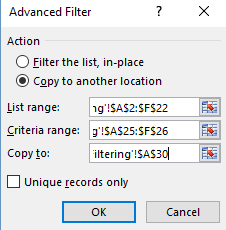 Advanced Filter
Action
Filter the list, in-place
Copy to another location
List range: ng'!$A$2:$F$22
Criteria range: g'!$A$25:$F$26
Copy to: 'iltering'!$A$30
Unique records only
OK Cancel